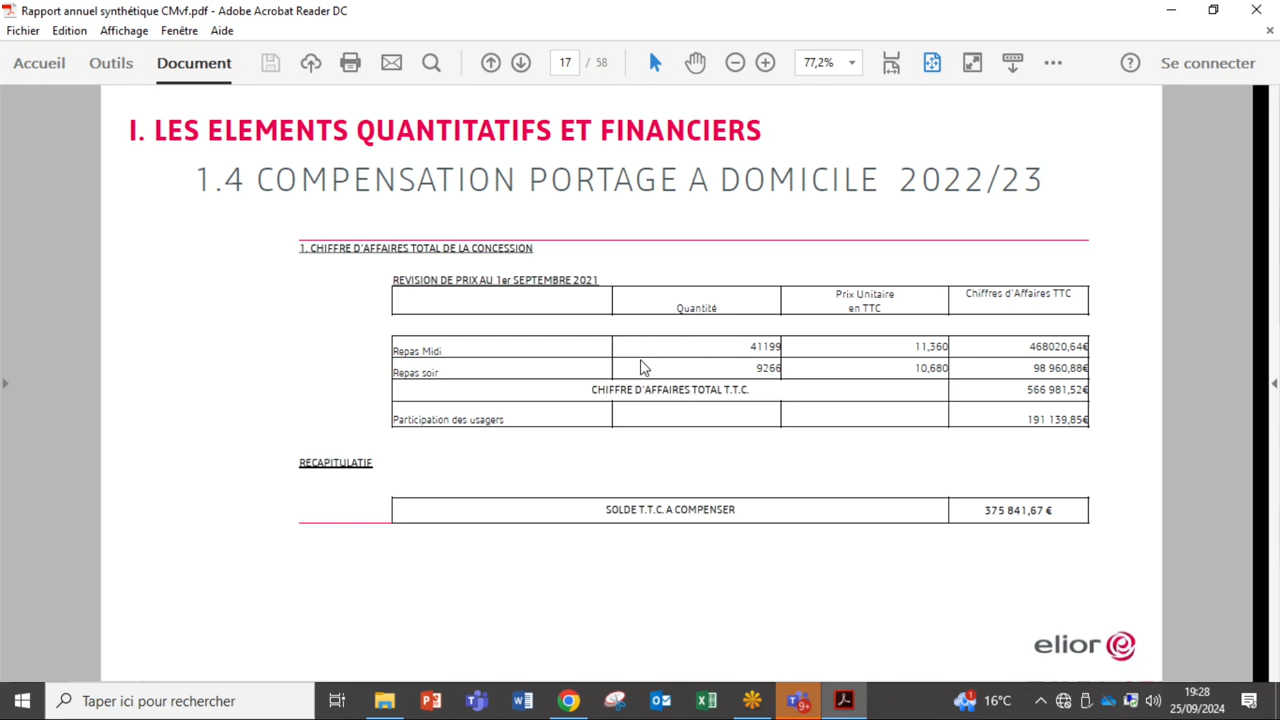 Rapport annuel synthétique CMvf.pdf - Adobe Acrobat Reader DC
Fichier Edition Affichage Fenêtre Aide
Accueil Outils Document 17 / 58 77,2% Se connecter
I. LES ELEMENTS QUANTITATIFS ET FINANCIERS
1.4 COMPENSATION PORTAGE A DOMICILE 2022/23
1. CHIFFRE D'AFFAIRES TOTAL DE LA CONCESSION
REVISION DE PRIX AU 1er SEPTEMBRE 2021
Quantité Prix Unitaire en TTC Chiffres d'Affaires TTC
Repas Midi 41199 11,360 468020,64€
Repas soir 9266 10,680 98 960,88€
CHIFFRE D'AFFAIRES TOTAL T.T.C. 566 981,52€
Participation des usagers 191 139,85€
RECAPITULATIF
SOLDE T.T.C. A COMPENSER 375 841,67 €
elior
Taper ici pour rechercher 9+ 1 16°C 19:28
25/09/2024